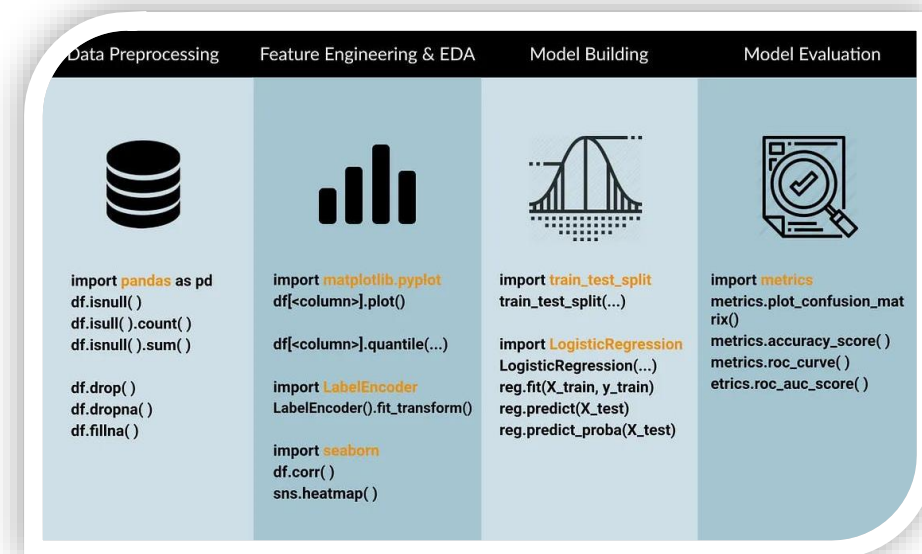 Data Preprocessing
Feature Engineering & EDA
Model Building
Model Evaluation
import pandas as pd
df.isnull( )
df.isull( ).count( )
df.isnull( ).sum( )
df.drop( )
df.dropna( )
df.fillna( )
import matplotlib.pyplot
df[<column>].plot()
df[<column>].quantile(...)
import LabelEncoder
LabelEncoder().fit_transform()
import seaborn
df.corr( )
sns.heatmap( )
import train_test_split
train_test_split(...)
import LogisticRegression
LogisticRegression(...)
reg.fit(X_train, y_train)
reg.predict(X_test)
reg.predict_proba(X_test)
import metrics
metrics.plot_confusion_mat
rix()
metrics.accuracy_score( )
metrics.roc_curve( )
etrics.roc_auc_score( )